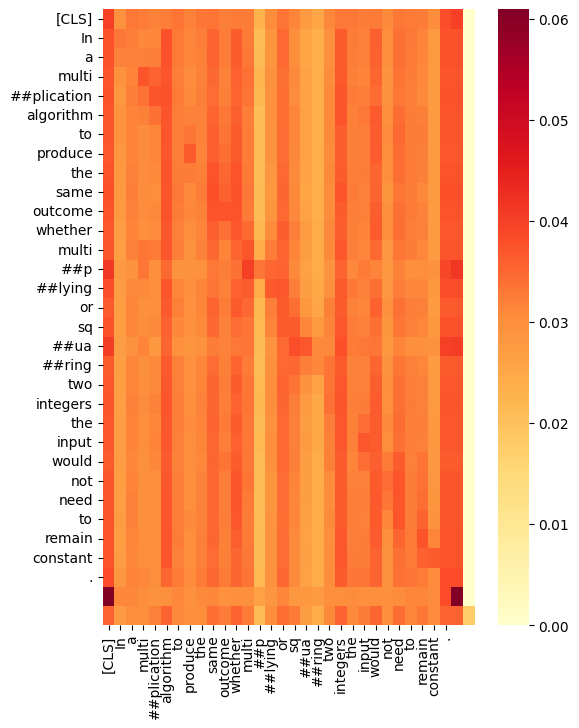 [CLS]
In
a
multi
##plication
algorithm
to
produce
the
same
outcome
whether
multi
##p
##lying
or
sq
##ua
##ring
two
integers
the
input
would
not
need
to
remain
constant
.
[CLS]
In
a
multi
##plication
algorithm
to
produce
the
same
outcome
whether
multi
##p
##lying
or
sq
##ua
##ring
two
integers
the
input
would
not
need
to
remain
constant
.
0.06
0.05
0.04
0.03
0.02
0.01
0.00